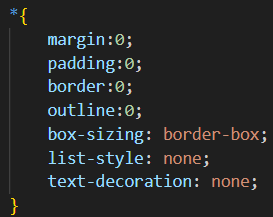 *{
margin:0;
padding:0;
border:0;
outline:0;
box-sizing: border-box;
list-style: none;
text-decoration: none;
}